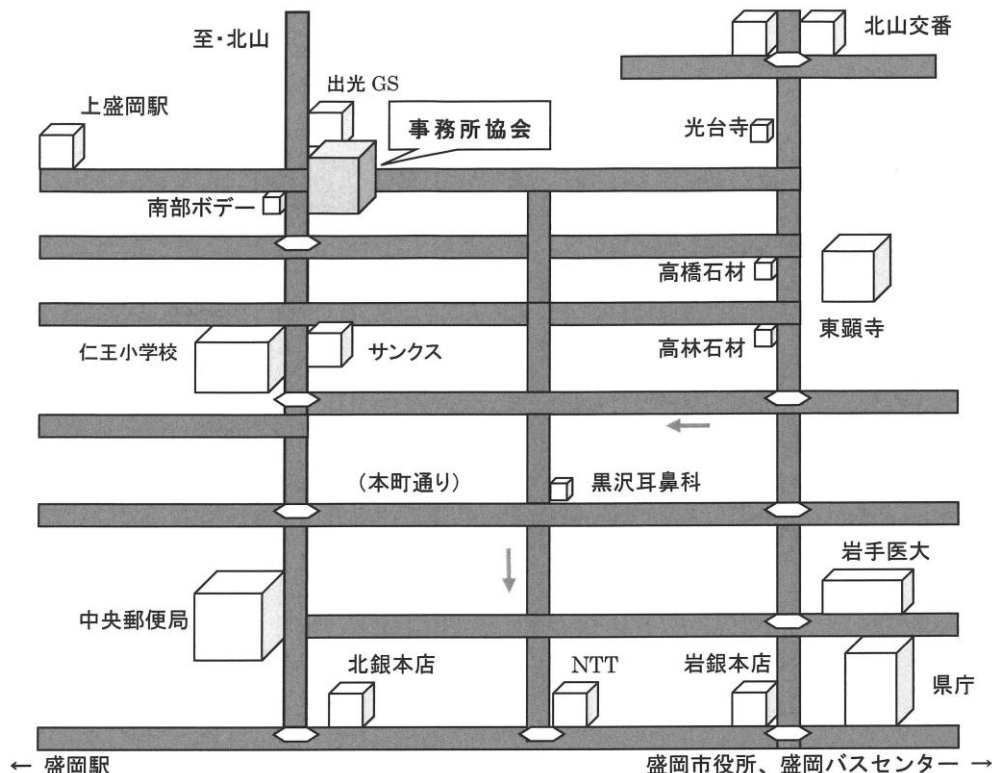 至・北山
北山交番
出光 GS
上盛岡駅
事務所協会
光台寺
南部ボデー
高橋石材
東顕寺
仁王小学校
サンクス
高林石材
(本町通り)
黒沢耳鼻科
岩手医大
中央郵便局
北銀本店
NTT
岩銀本店
県庁
← 盛岡駅
盛岡市役所、盛岡バスセンター →